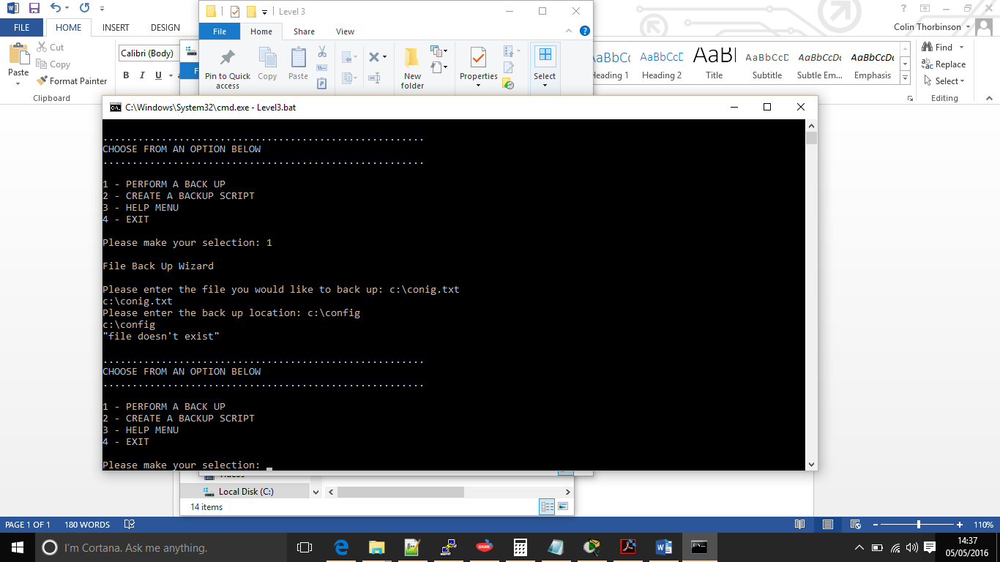 Level 3
FILE HOME INSERT DESIGN
File Home Share View
Colin Thorbinson
Cut
Copy
Format Painter
Paste
Clipboard
Calibri (Body)
B I U
F
Pin to Quick access
Copy
Paste
New folder
Properties
Select
AaBbCc
Heading 1
AaBbCcD
Heading 2
AaBl
Title
AaBbCcD
Subtitle
AaBbCcDc
Subtle Em...
AaBbCcDc
Emphasis
Find
Replace
Select
Editing
C:\Windows\System32\cmd.exe - Level3.bat
.......................................................
CHOOSE FROM AN OPTION BELOW
.......................................................
1 - PERFORM A BACK UP
2 - CREATE A BACKUP SCRIPT
3 - HELP MENU
4 - EXIT
Please make your selection: 1
File Back Up Wizard
Please enter the file you would like to back up: c:\conig.txt
c:\conig.txt
Please enter the back up location: c:\config
c:\config
"file doesn't exist"
.......................................................
CHOOSE FROM AN OPTION BELOW
.......................................................
1 - PERFORM A BACK UP
2 - CREATE A BACKUP SCRIPT
3 - HELP MENU
4 - EXIT
Please make your selection: _
Videos
Local Disk (C:)
14 items
PAGE 1 OF 1 180 WORDS
110%
I'm Cortana. Ask me anything.
GAME
14:37
05/05/2016